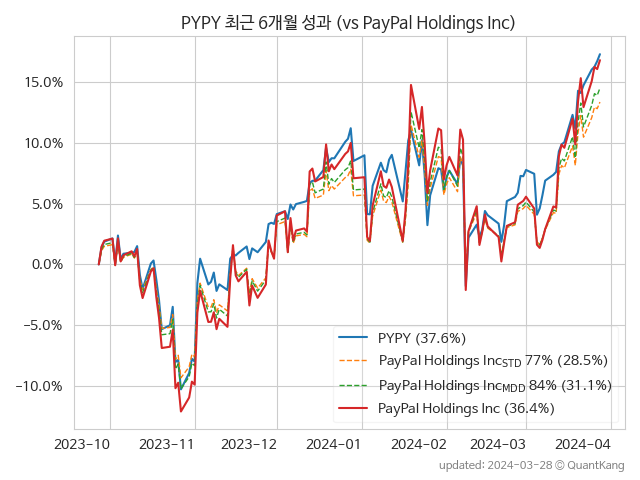 PYPY 최근 6개월 성과 (vs PayPal Holdings Inc)
15.0%
10.0%
5.0%
0.0%
−5.0%
−10.0%
PYPY (37.6%)
PayPal Holdings IncSTD 77% (28.5%)
PayPal Holdings IncMDD 84% (31.1%)
PayPal Holdings Inc (36.4%)
2023-10 2023-11 2023-12 2024-01 2024-02 2024-03 2024-04
updated: 2024-03-28 © QuantKang